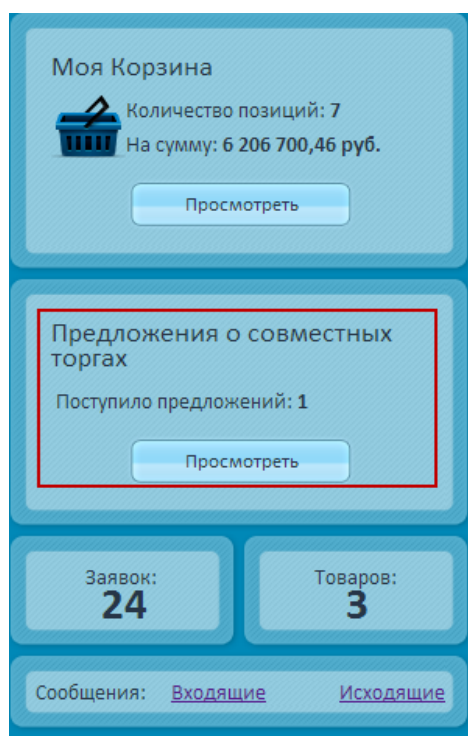 Моя Корзина
Количество позиций: 7
На сумму: 6 206 700,46 руб.
Просмотреть
Предложения о совместных
торгах
Поступило предложений: 1
Просмотреть
Заявок:
24
Товаров:
3
Сообщения: Входящие Исходящие